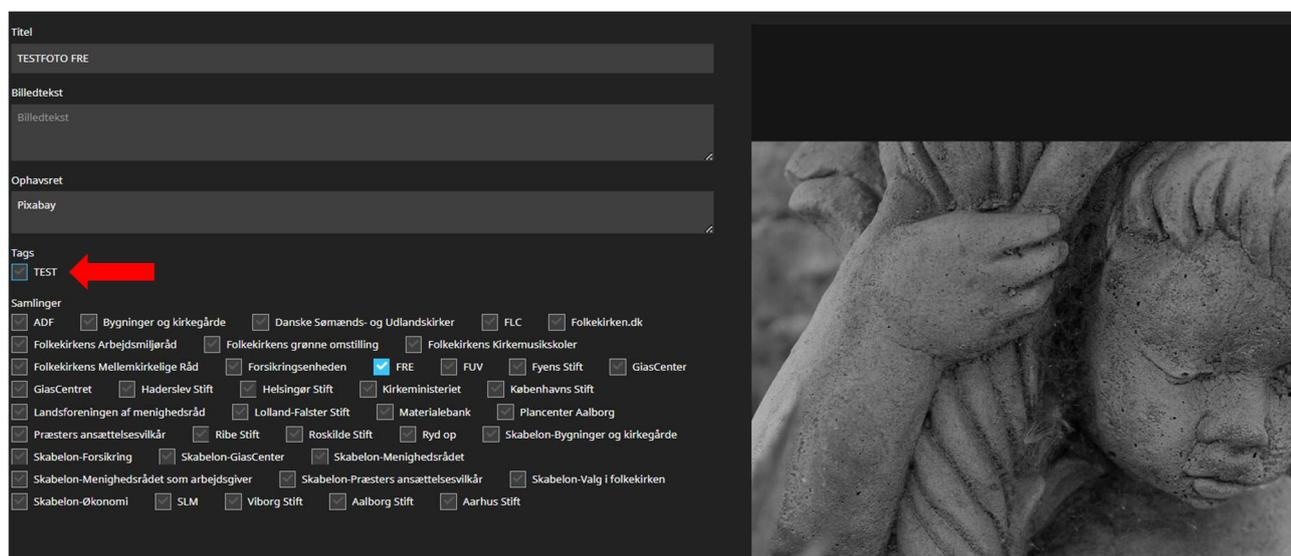 Titel
TESTFOTO FRE
Billedtekst
Billedtekst
Ophavsret
Pixabay
Tags
TEST
Samlinger
ADF Bygninger og kirkegårde Danske Sømænds- og Udlandskirker FLC Folkekirken.dk
Folkekirkens Arbejdsmiljøråd Folkekirkens grønne omstilling Folkekirkens Kirkemusikskoler
Folkekirkens Mellemkirkelige Råd Forsikringsenheden FRE FUV Fyens Stift GiasCenter
GiasCentret Haderslev Stift Helsingør Stift Kirkeministeriet Københavns Stift
Landsforeningen af menighedsråd Lolland-Falster Stift Materialebank Plancenter Aalborg
Præsters ansættelsesvilkår Ribe Stift Roskilde Stift Ryd op Skabelon-Bygninger og kirkegårde
Skabelon-Forsikring Skabelon-GiasCenter Skabelon-Menighedsrådet
Skabelon-Menighedsrådet som arbejdsgiver Skabelon-Præsters ansættelsesvilkår Skabelon-Valg i folkekirken
Skabelon-Økonomi SLM Viborg Stift Aalborg Stift Aarhus Stift